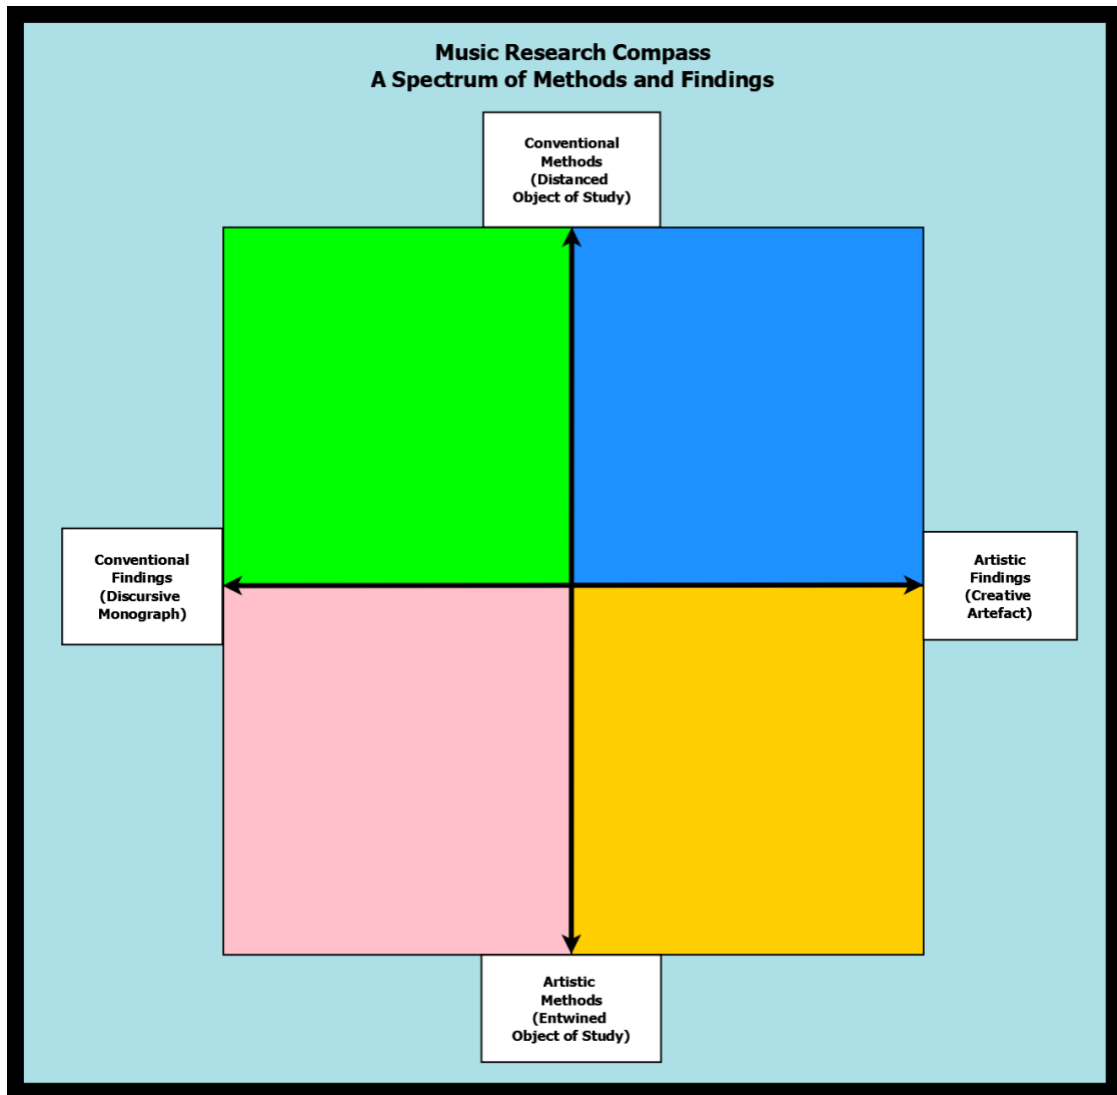 Music Research Compass
A Spectrum of Methods and Findings
Conventional
Methods
(Distanced
Object of Study)
Conventional
Findings
(Discursive
Monograph)
Artistic
Findings
(Creative
Artefact)
Artistic
Methods
(Entwined
Object of Study)